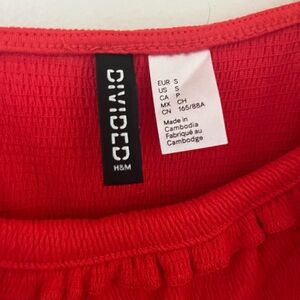 DIVIDED
H&M
EUR S
US S
CA P
MX CH
CN 165/88A
Made in
Cambodia
Fabriqué au
Cambodge